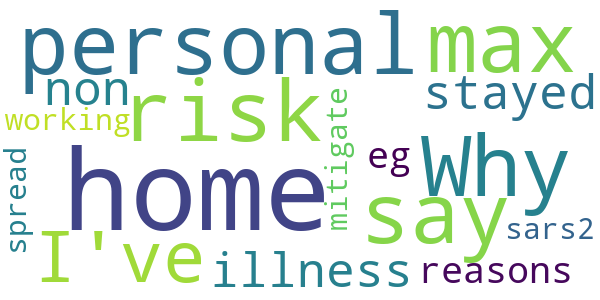 personal max
non risk stayed
working
home mitigate eg Why
spread say
I've illness sars2
reasons